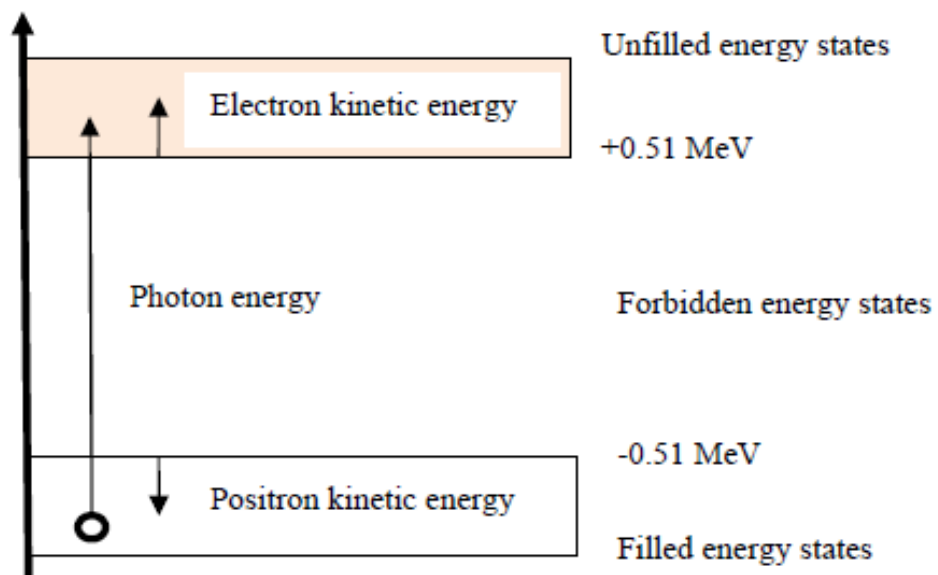 Unfilled energy states
Electron kinetic energy
+0.51 MeV
Photon energy
Forbidden energy states
-0.51 MeV
Positron kinetic energy
Filled energy states